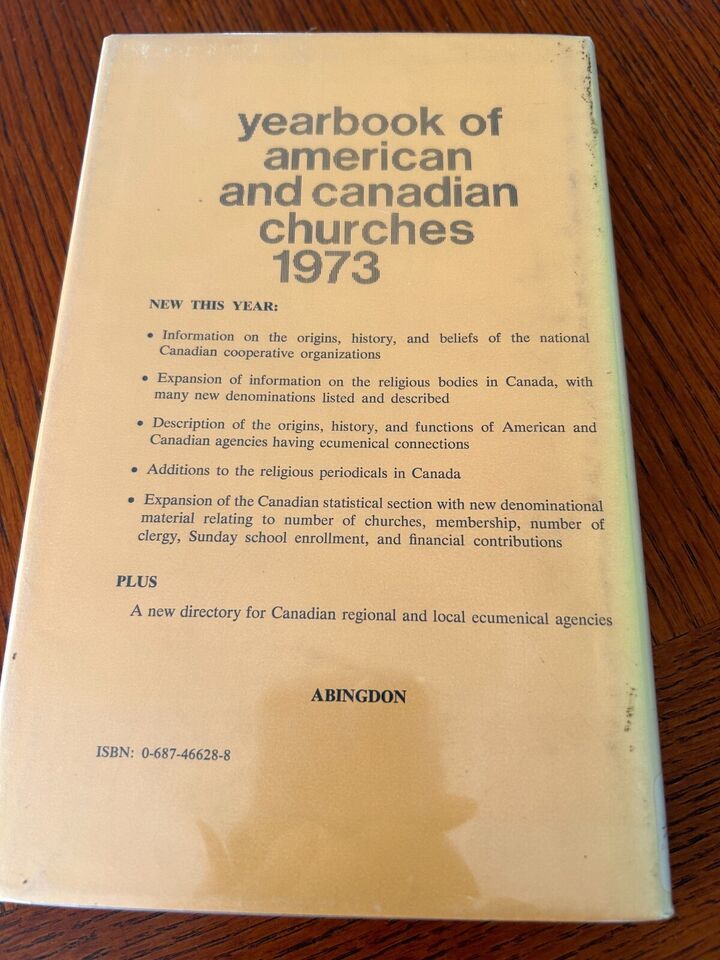 yearbook of
american
and canadian
churches
1973
NEW THIS YEAR:
• Information on the origins, history, and beliefs of the national
Canadian cooperative organizations
• Expansion of information on the religious bodies in Canada, with
many new denominations listed and described
• Description of the origins, history, and functions of American and
Canadian agencies having ecumenical connections
• Additions to the religious periodicals in Canada
• Expansion of the Canadian statistical section with new denominational
material relating to number of churches, membership, number of
clergy, Sunday school enrollment, and financial contributions
PLUS
A new directory for Canadian regional and local ecumenical agencies
ABINGDON
ISBN: 0-687-46628-8